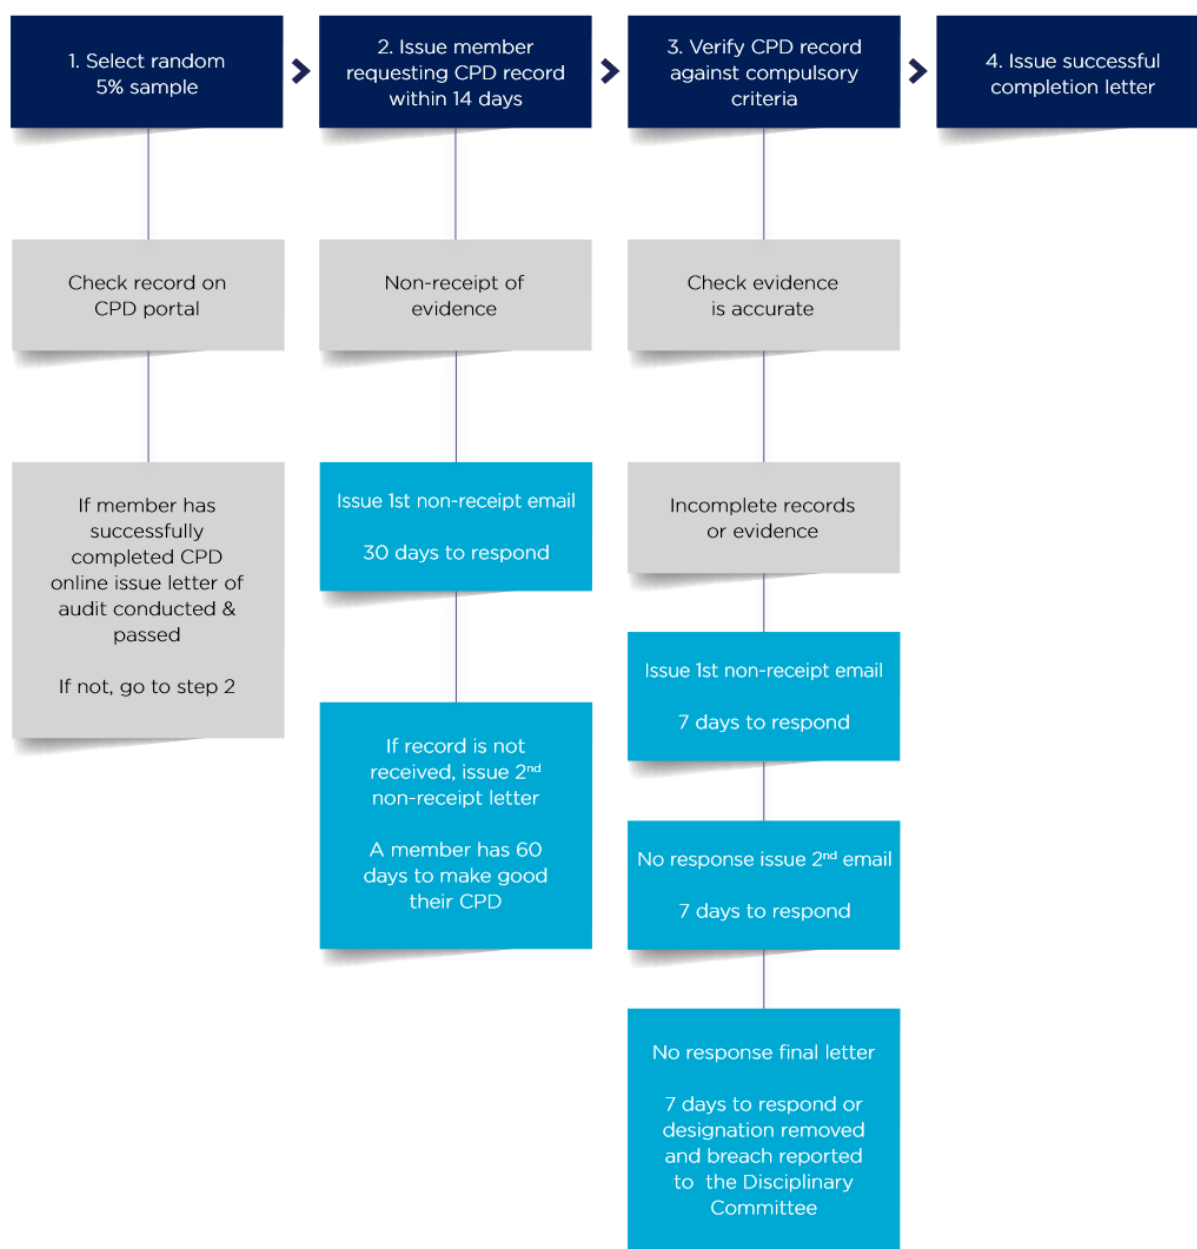 1. Select random
5% sample
2. Issue member
requesting CPD record
within 14 days
3. Verify CPD record
against compulsory
criteria
4. Issue successful
completion letter
Check record on
CPD portal
If member has
successfully
completed CPD
online issue letter of
audit conducted &
passed
If not, go to step 2
Non-receipt of
evidence
Issue 1st non-receipt email
30 days to respond
If record is not
received, issue 2nd
non-receipt letter
A member has 60
days to make good
their CPD
Check evidence
is accurate
Incomplete records
or evidence
Issue 1st non-receipt email
7 days to respond
No response issue 2nd email
7 days to respond
No response final letter
7 days to respond or
designation removed
and breach reported
to the Disciplinary
Committee